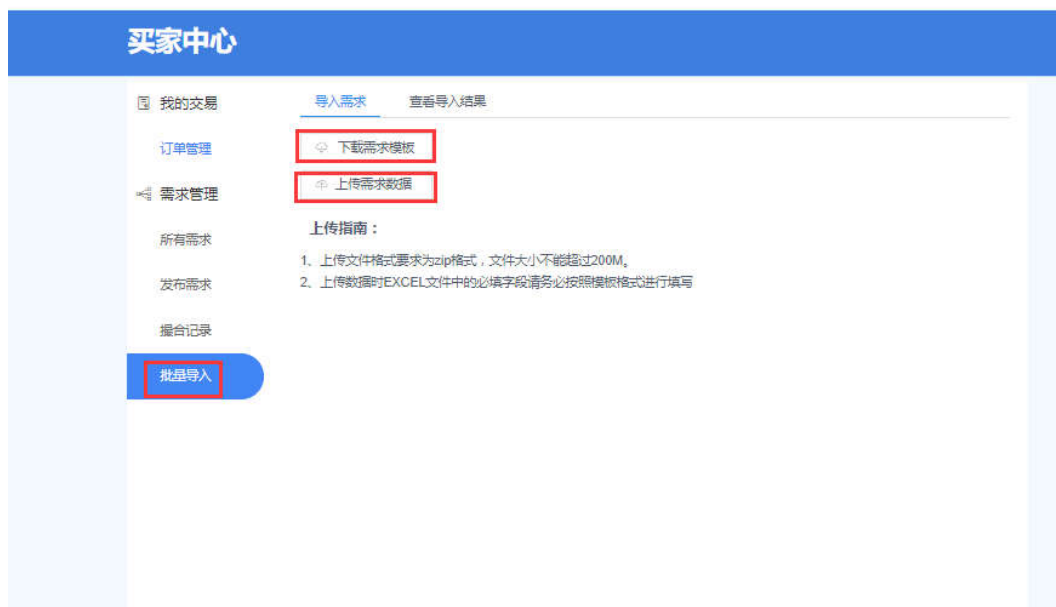 买家中心
我的交易
订单管理
需求管理
所有需求
发布需求
撮合记录
批量导入
导入需求 查看导入结果
下载需求模板
上传需求数据
上传指南：
1、上传文件格式要求为zip格式，文件大小不能超过200M。
2、上传数据时EXCEL文件中的必填字段请务必按照模板格式进行填写